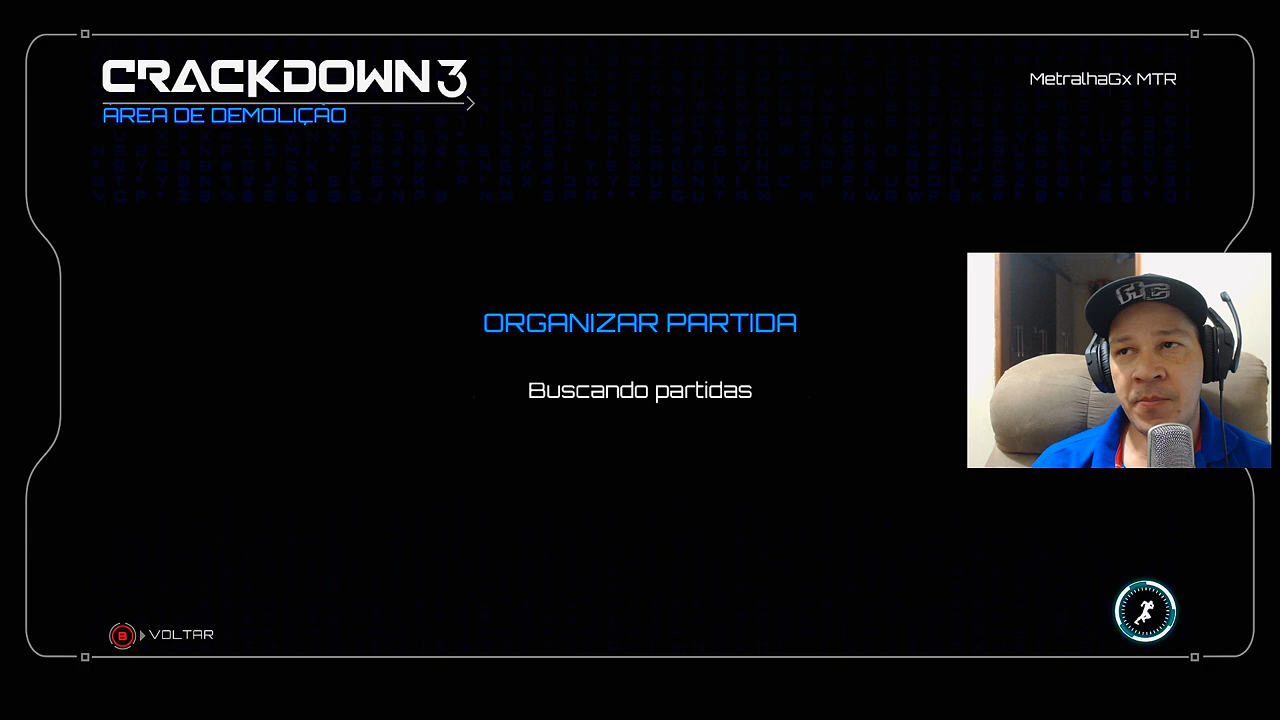 CRACKDOWN 3
MetralhaGx MTR
ÁREA DE DEMOLIÇÃO
ORGANIZAR PARTIDA
Buscando partidas
B VOLTAR